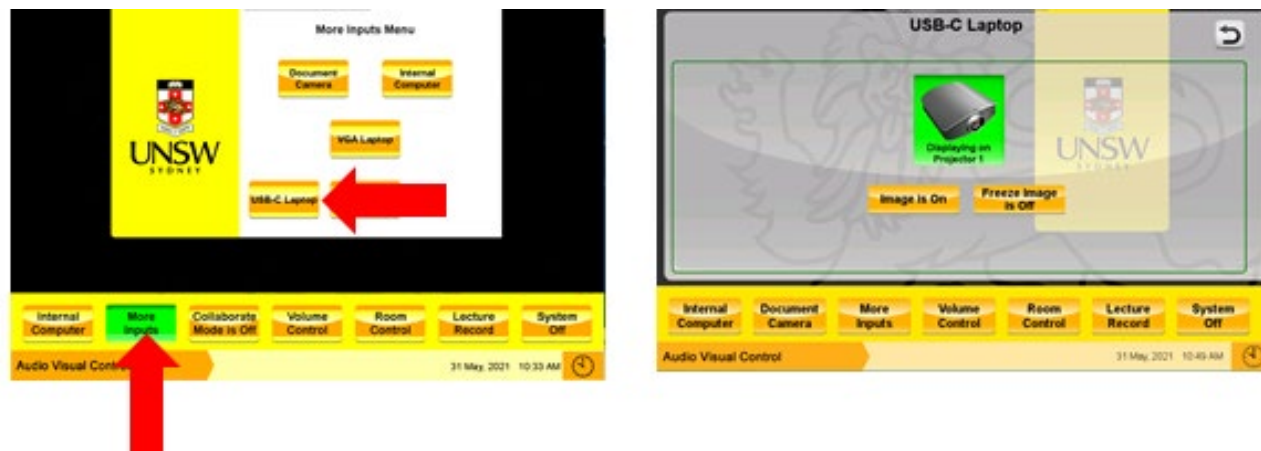 More Inputs Menu
Document
Camera
Internal
Computer
VGA Laptop
UNSW
SYDNEY
USB-C Laptop
Internal
Computer
More
Inputs
Collaborate
Mode is Off
Volume
Control
Room
Control
Lecture
Record
System
Off
Audio Visual
31 May, 2021 10:33 AM
USB-C Laptop
Displaying on
Projector 1
UNSW
Image is On
Freeze Image
is Off
Internal
Computer
Document
Camera
More
Inputs
Volume
Control
Room
Control
Lecture
Record
System
Off
Audio Visual Control
31 May, 2021 10:49 AM